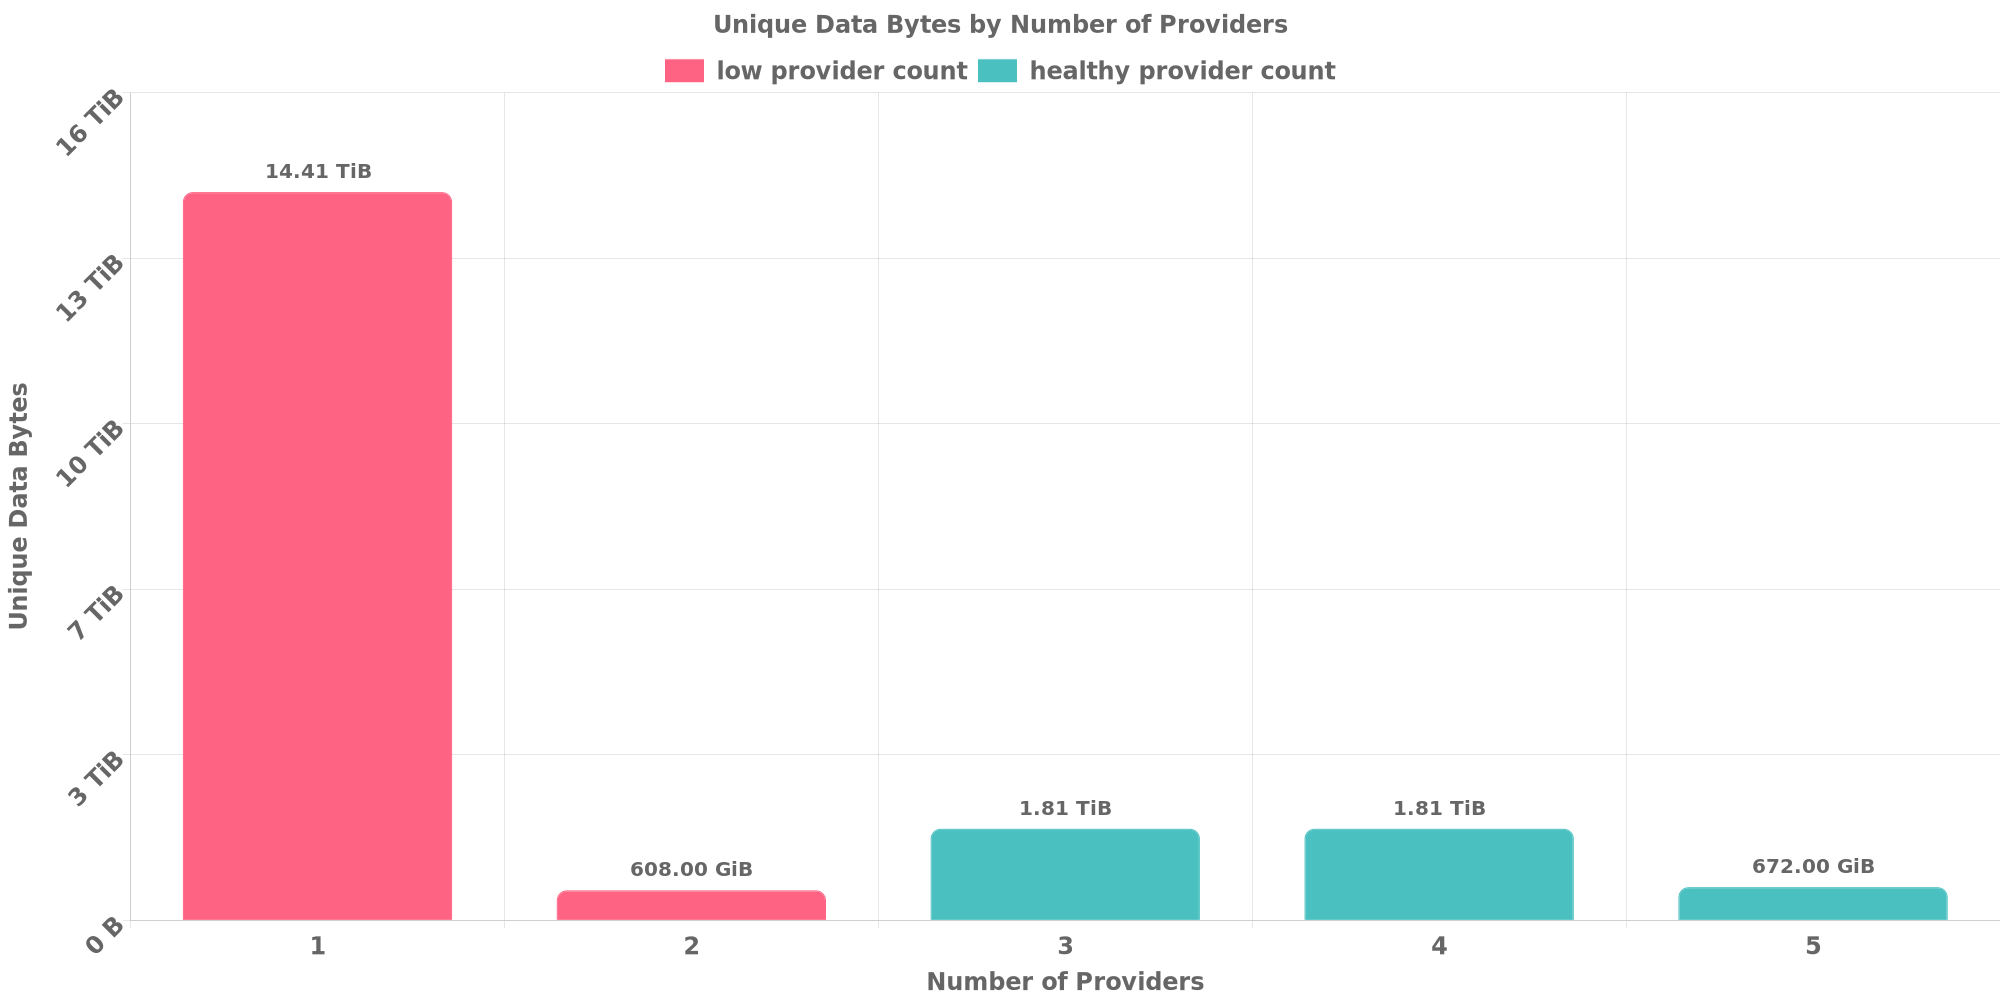 Unique Data Bytes by Number of Providers
low provider count healthy provider count
16 TiB
13 TiB
10 TiB
7 TiB
3 TiB
0 B
Unique Data Bytes
14.41 TiB
608.00 GiB
1.81 TiB
1.81 TiB
672.00 GiB
1 2 3 4 5
Number of Providers